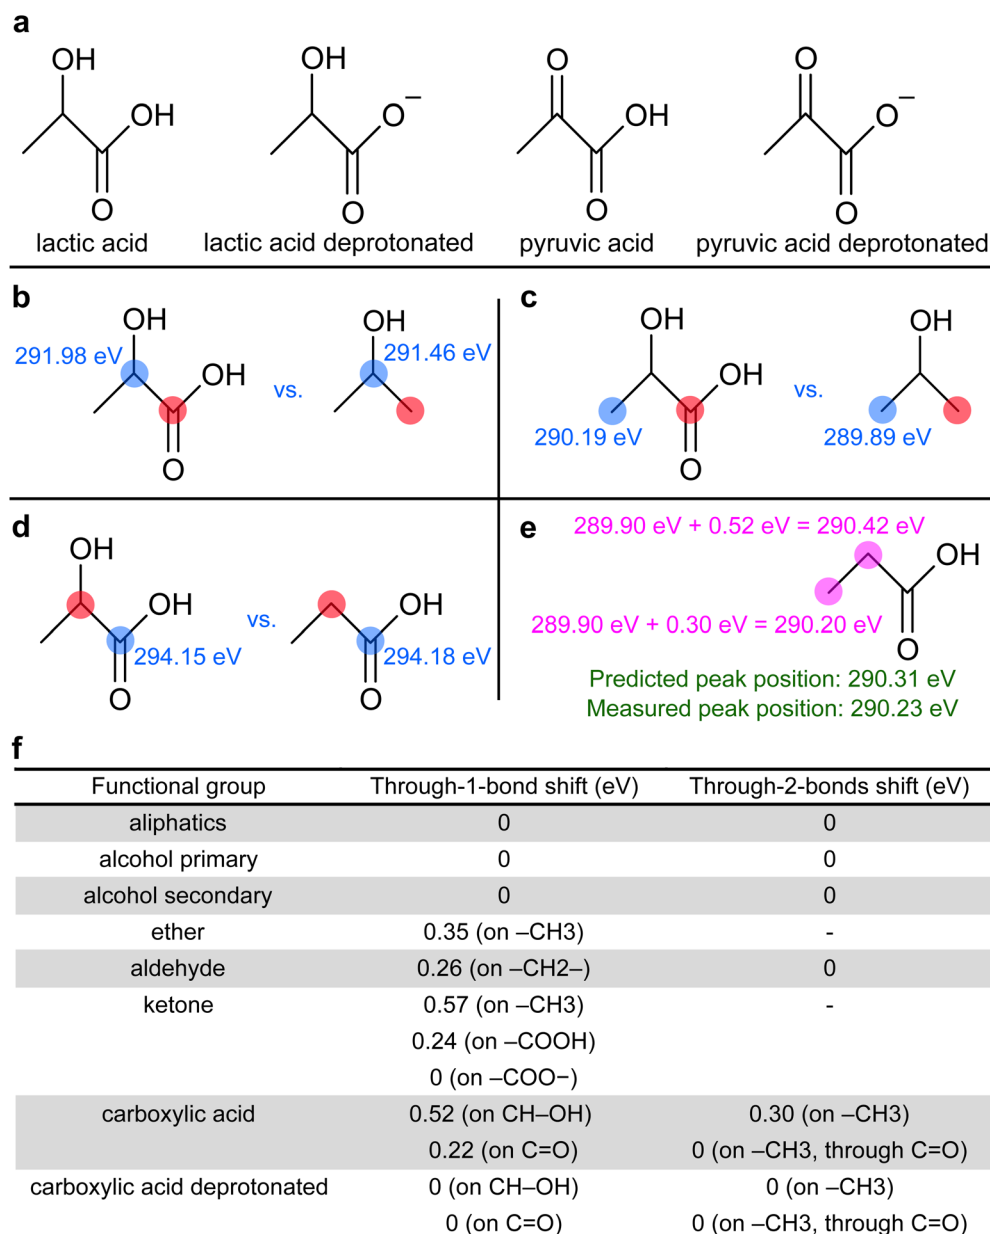 a
OH
OH
O
lactic acid
OH
O−
O
lactic acid deprotonated
O
OH
O
pyruvic acid
O
O−
O
pyruvic acid deprotonated
b
OH
291.98 eV
OH
O
vs.
OH
291.46 eV
c
OH
OH
290.19 eV
O
vs.
OH
289.89 eV
d
OH
OH
294.15 eV
O
vs.
OH
294.18 eV
O
e
289.90 eV + 0.52 eV = 290.42 eV
OH
289.90 eV + 0.30 eV = 290.20 eV
O
Predicted peak position: 290.31 eV
Measured peak position: 290.23 eV
f
Functional group Through-1-bond shift (eV) Through-2-bonds shift (eV)
aliphatics 0 0
alcohol primary 0 0
alcohol secondary 0 0
ether 0.35 (on –CH3) -
aldehyde 0.26 (on –CH2–) 0
ketone 0.57 (on –CH3) -
0.24 (on –COOH)
0 (on –COO−)
carboxylic acid 0.52 (on CH–OH) 0.30 (on –CH3)
0.22 (on C=O) 0 (on –CH3, through C=O)
carboxylic acid deprotonated 0 (on CH–OH) 0 (on –CH3)
0 (on C=O) 0 (on –CH3, through C=O)